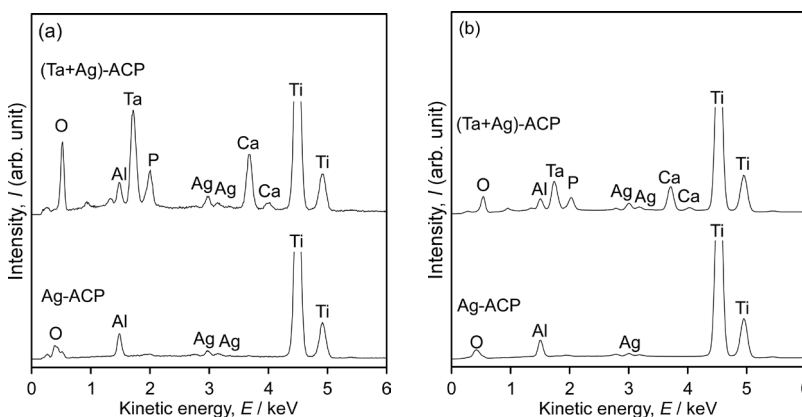 (a)
(Ta+Ag)-ACP
O
Al
Ta
P
Ag
Ag
Ca
Ca
Ti
Ti
Ag-ACP
O
Al
Ag
Ag
Ti
Ti
Intensity, I (arb. unit)
0 1 2 3 4 5 6
Kinetic energy, E / keV
(b)
(Ta+Ag)-ACP
O
Al
Ta
P
Ag
Ag
Ca
Ca
Ti
Ti
Ag-ACP
O
Al
Ag
Ti
Ti
Intensity, I (arb. unit)
0 1 2 3 4 5 6
Kinetic energy, E / keV